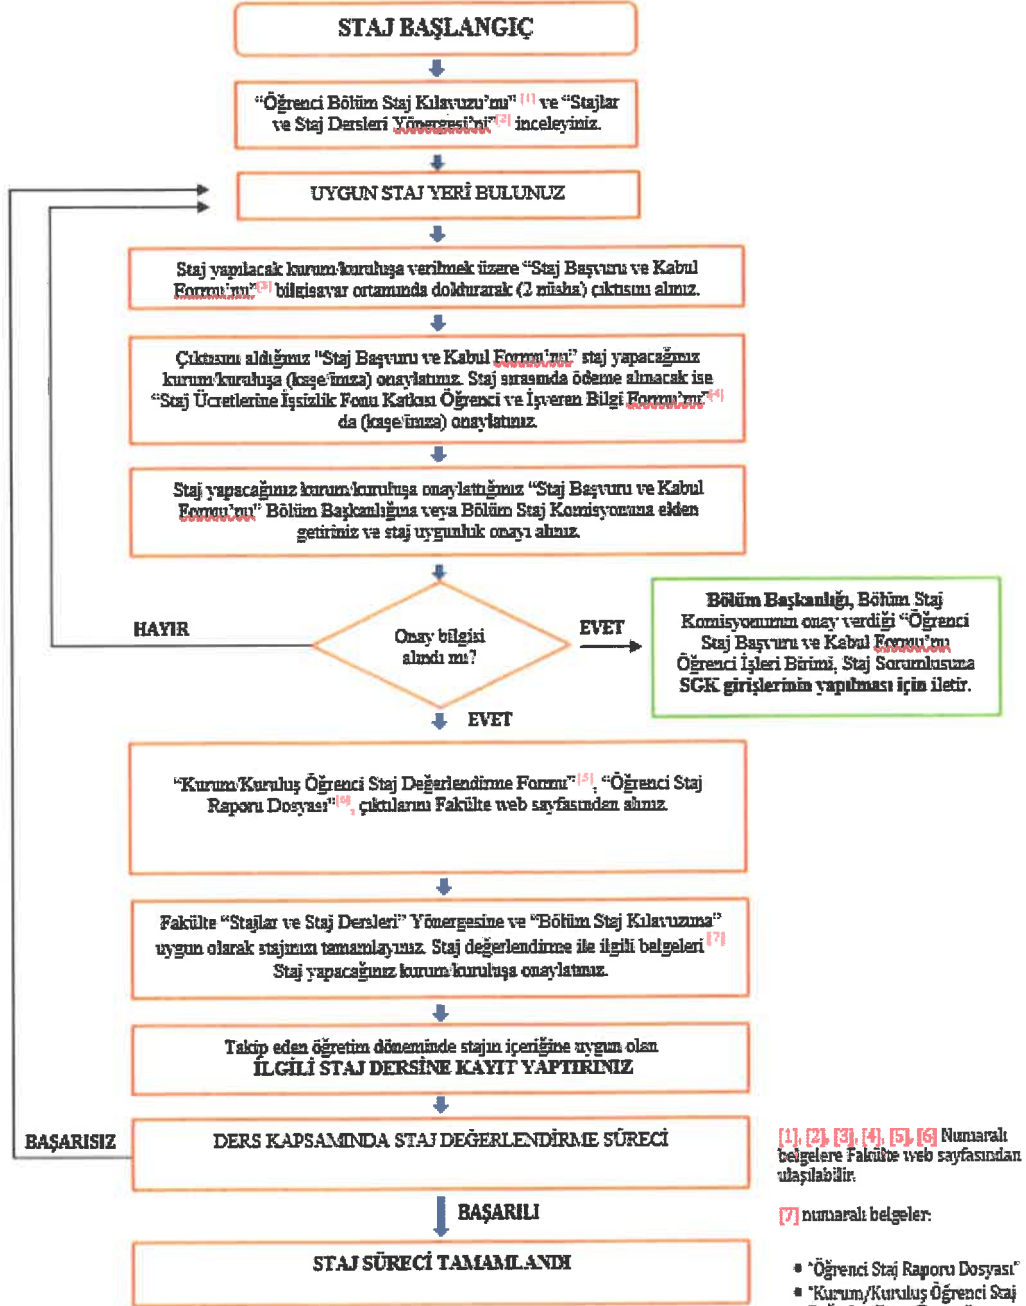 STAJ BAŞLANGIÇ
“Öğrenci Bölüm Staj Kılavuzu’nu” [1] ve “Stajlar
ve Staj Dersleri Yönergesi’ni” [2] inceleyiniz.
UYGUN STAJ YERİ BULUNUZ
Staj yapılacak kurum/kuruluşa verilmek üzere “Staj Başvuru ve Kabul
Formu’nu” [3] bilgisayar ortamında doldurarak (2 nüsha) çıktısını alınız.
Çıktısını aldığınız “Staj Başvuru ve Kabul Formu’nu” staj yapacağınız
kurum/kuruluşa (kaşe/imza) onaylatınız. Staj sırasında ödeme alınacak ise
“Staj Ücretlerine İşsizlik Fonu Katkısı Öğrenci ve İşveren Bilgi Formu’nu” [4]
da (kaşe/imza) onaylatınız.
Staj yapacağınız kurum/kuruluşa onaylattığınız “Staj Başvuru ve Kabul
Formu’nu” Bölüm Başkanlığına veya Bölüm Staj Komisyonuna elden
getiriniz ve staj uygunluk onayı alınız.
HAYIR
Onay bilgisi
alındı mı?
EVET
Bölüm Başkanlığı, Bölüm Staj
Komisyonunun onay verdiği “Öğrenci
Staj Başvuru ve Kabul Formu’nu
Öğrenci İşleri Birimi, Staj Sorumlusuna
SGK girişlerinin yapılması için iletir.
EVET
“Kurum/Kuruluş Öğrenci Staj Değerlendirme Formu” [5], “Öğrenci Staj
Raporu Dosyası” [6], çıktılarını Fakülte web sayfasından alınız.
Fakülte “Stajlar ve Staj Dersleri” Yönergesine ve “Bölüm Staj Kılavuzuna”
uygun olarak stajınızı tamamlayınız. Staj değerlendirme ile ilgili belgeleri [7]
Staj yapacağınız kurum/kuruluşa onaylatınız.
Takip eden öğretim döneminde stajın içeriğine uygun olan
İLGİLİ STAJ DERSİNE KAYIT YAPTIRINIZ
BAŞARISIZ
DERS KAPSAMINDA STAJ DEĞERLENDİRME SÜRECİ
BAŞARILI
STAJ SÜRECİ TAMAMLANDI
[1], [2], [3], [4], [5], [6] Numaralı
belgelere Fakülte web sayfasından
ulaşılabilir.
[7] numaralı belgeler:
• “Öğrenci Staj Raporu Dosyası”
• “Kurum/Kuruluş Öğrenci Staj